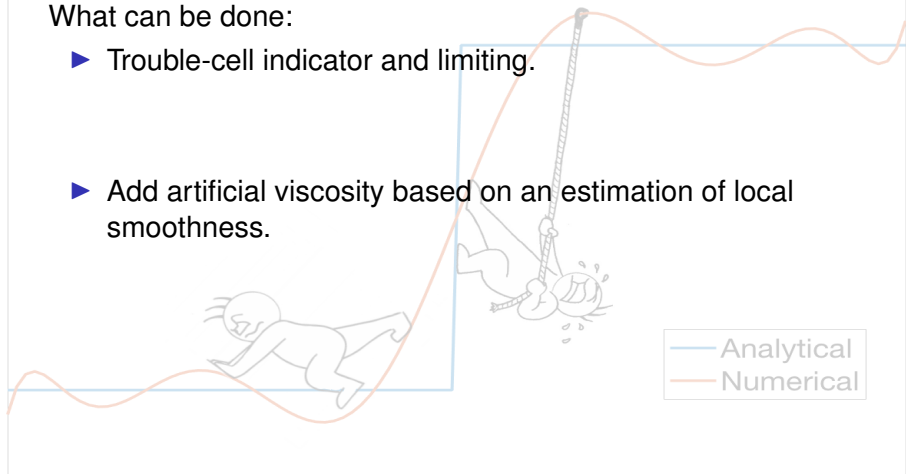 What can be done:
▶ Trouble-cell indicator and limiting.
▶ Add artificial viscosity based on an estimation of local
smoothness.
Analytical
Numerical